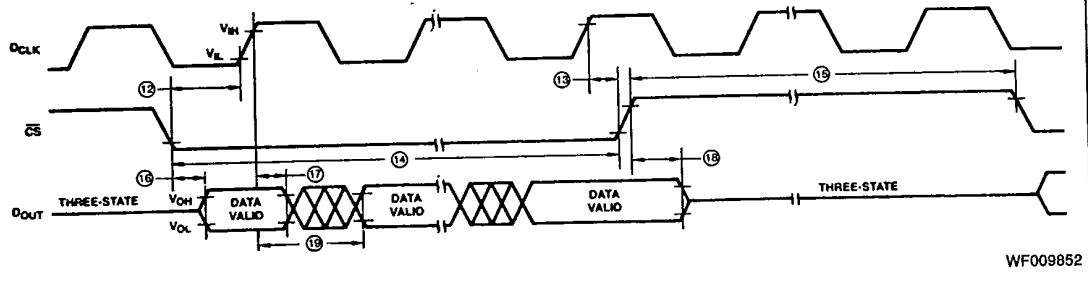 DCLK
VIH
VIL
⑫
⑬
⑮
CS
⑭
⑯
⑰
⑱
DOUT
THREE-STATE
VOH
VOL
DATA
VALID
DATA
VALID
DATA
VALID
THREE-STATE
⑲
WF009852